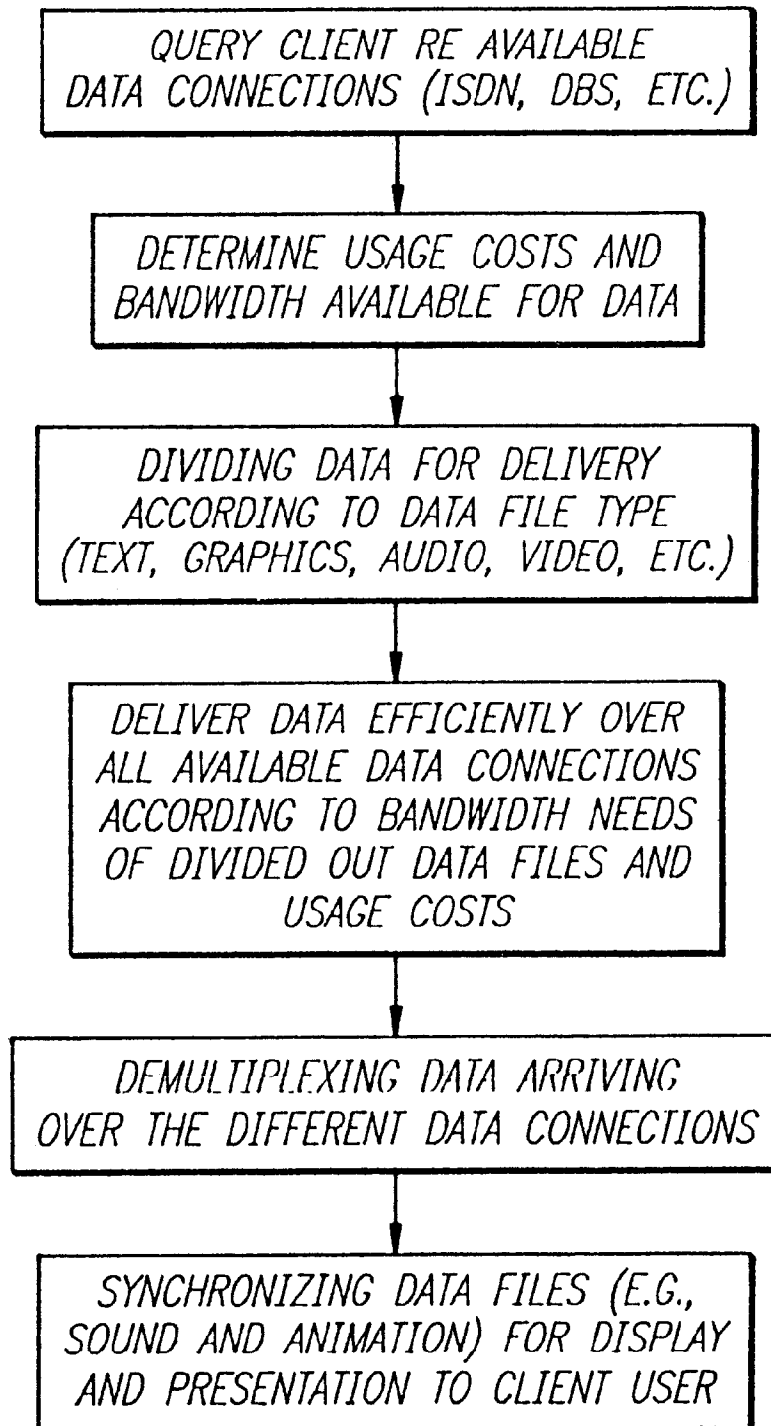 QUERY CLIENT RE AVAILABLE
DATA CONNECTIONS (ISDN, DBS, ETC.)
DETERMINE USAGE COSTS AND
BANDWIDTH AVAILABLE FOR DATA
DIVIDING DATA FOR DELIVERY
ACCORDING TO DATA FILE TYPE
(TEXT, GRAPHICS, AUDIO, VIDEO, ETC.)
DELIVER DATA EFFICIENTLY OVER
ALL AVAILABLE DATA CONNECTIONS
ACCORDING TO BANDWIDTH NEEDS
OF DIVIDED OUT DATA FILES AND
USAGE COSTS
DEMULTIPLEXING DATA ARRIVING
OVER THE DIFFERENT DATA CONNECTIONS
SYNCHRONIZING DATA FILES (E.G.,
SOUND AND ANIMATION) FOR DISPLAY
AND PRESENTATION TO CLIENT USER